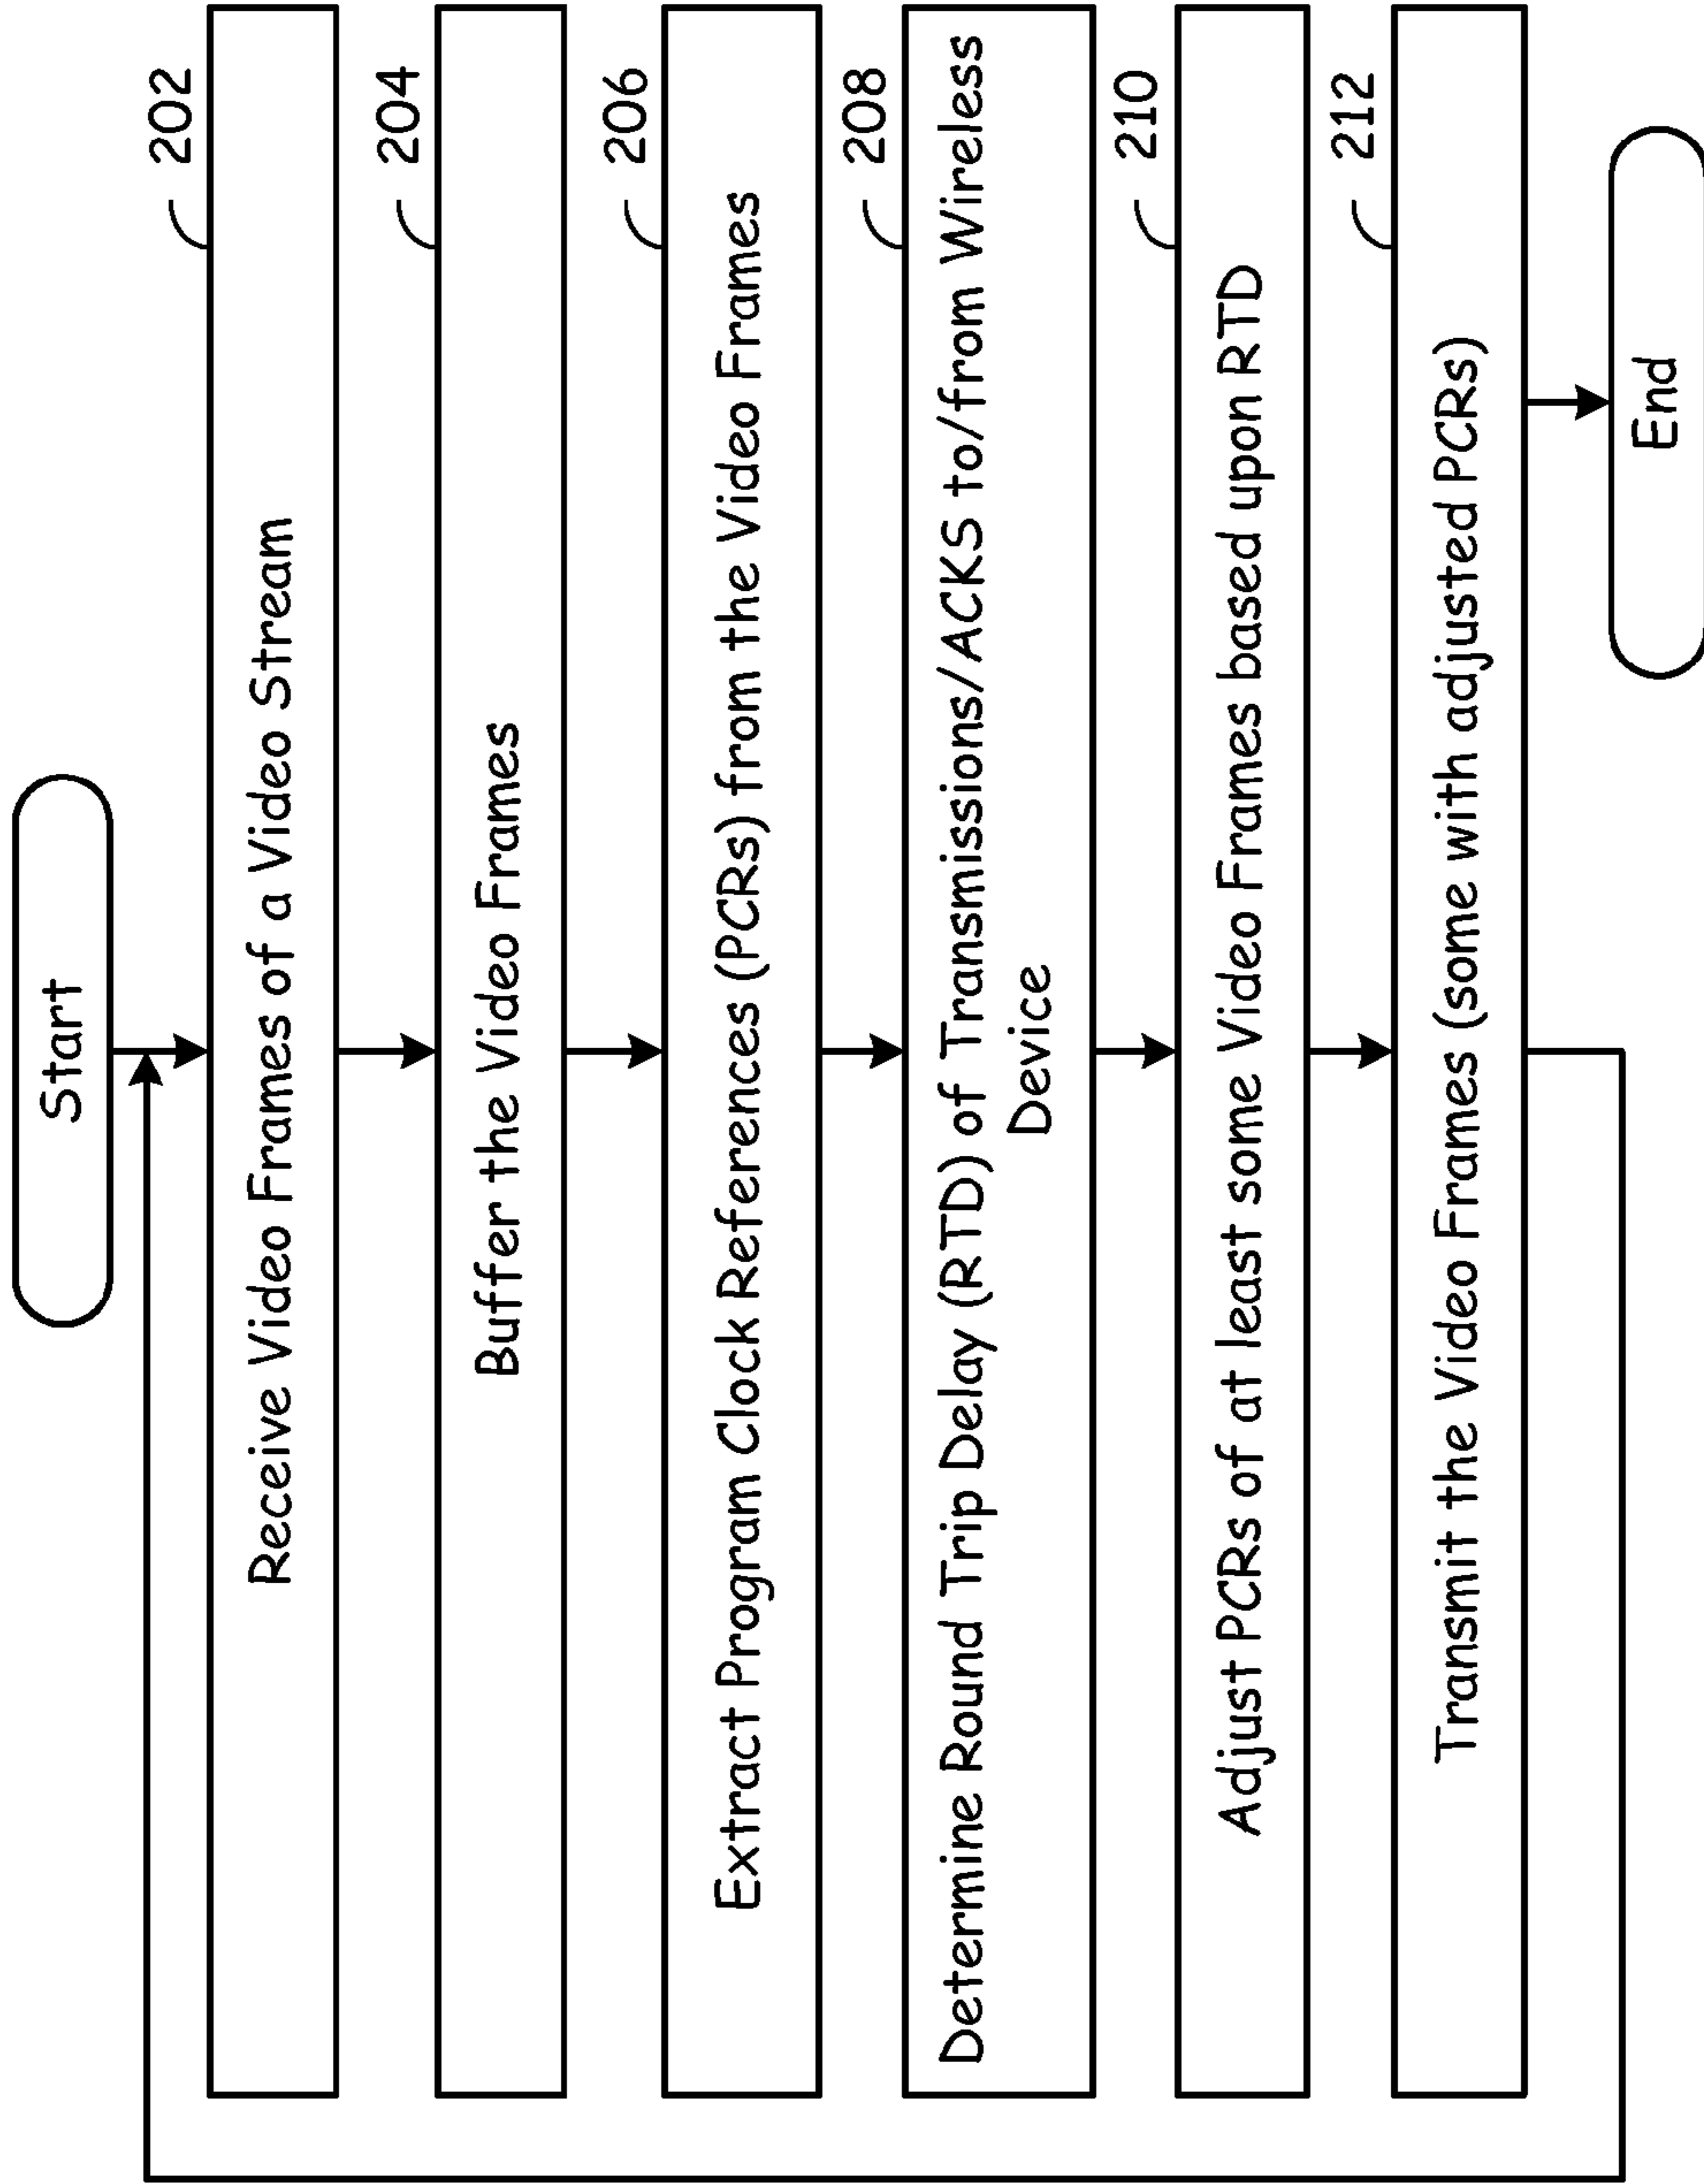 Start
202
Receive Video Frames of a Video Stream
204
Buffer the Video Frames
206
Extract Program Clock References (PCRs) from the Video Frames
208
Determine Round Trip Delay (RTD) of Transmissions/ACKS to/from Wireless
Device
210
Adjust PCRs of at least some Video Frames based upon RTD
212
Transmit the Video Frames (some with adjusted PCRs)
End